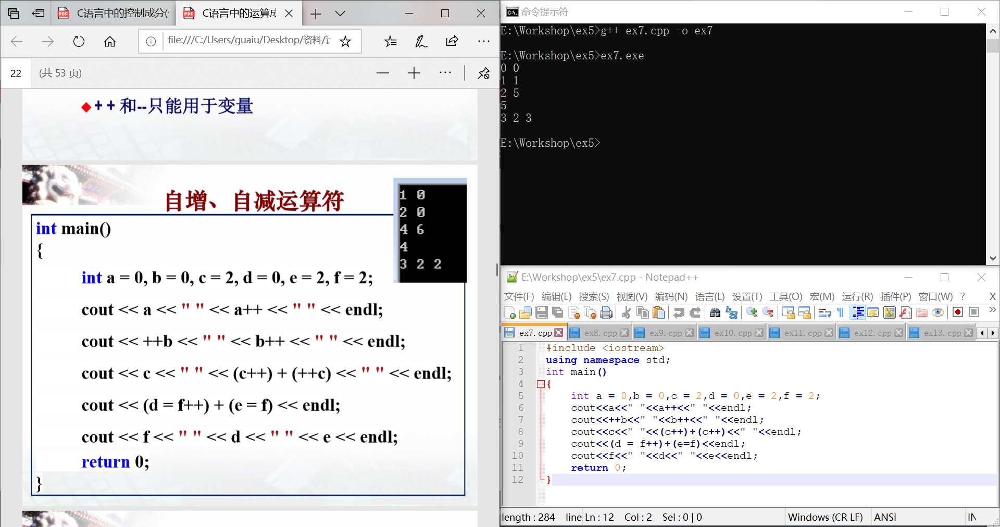 C语言中的控制成分(
C语言中的运算成
file:///C:/Users/guaiu/Desktop/资料/讠
22 (共 53 页)
◆++ 和--只能用于变量
自增、自减运算符
1 0
2 0
4 6
4
3 2 2
int main()
{
int a = 0, b = 0, c = 2, d = 0, e = 2, f = 2;
cout << a << " " << a++ << " " << endl;
cout << ++b << " " << b++ << " " << endl;
cout << c << " " << (c++) + (++c) << " " << endl;
cout << (d = f++) + (e = f) << endl;
cout << f << " " << d << " " << e << endl;
return 0;
}
命令提示符
E:\Workshop\ex5>g++ ex7.cpp -o ex7
E:\Workshop\ex5>ex7.exe
0 0
1 1
2 5
5
3 2 3
E:\Workshop\ex5>
E:\Workshop\ex5\ex7.cpp - Notepad++
文件(F) 编辑(E) 搜索(S) 视图(V) 编码(N) 语言(L) 设置(T) 工具(O) 宏(M) 运行(R) 插件(P) 窗口(W) ? X
ex7.cpp ex8.cpp ex9.cpp ex10.cpp ex11.cpp ex12.cpp ex13.cpp
1 #include <iostream>
2 using namespace std;
3 int main()
4 {
5 int a = 0,b = 0,c = 2,d = 0,e = 2,f = 2;
6 cout<<a<<" "<<a++<<" "<<endl;
7 cout<<++b<<" "<<b++<<" "<<endl;
8 cout<<c<<" "<<(c++)+(c++)<<" "<<endl;
9 cout<<(d = f++)+(e=f)<<endl;
10 cout<<f<<" "<<d<<" "<<e<<endl;
11 return 0;
12 }
length : 284 line Ln : 12 Col : 2 Sel : 0 | 0 Windows (CR LF) ANSI IN